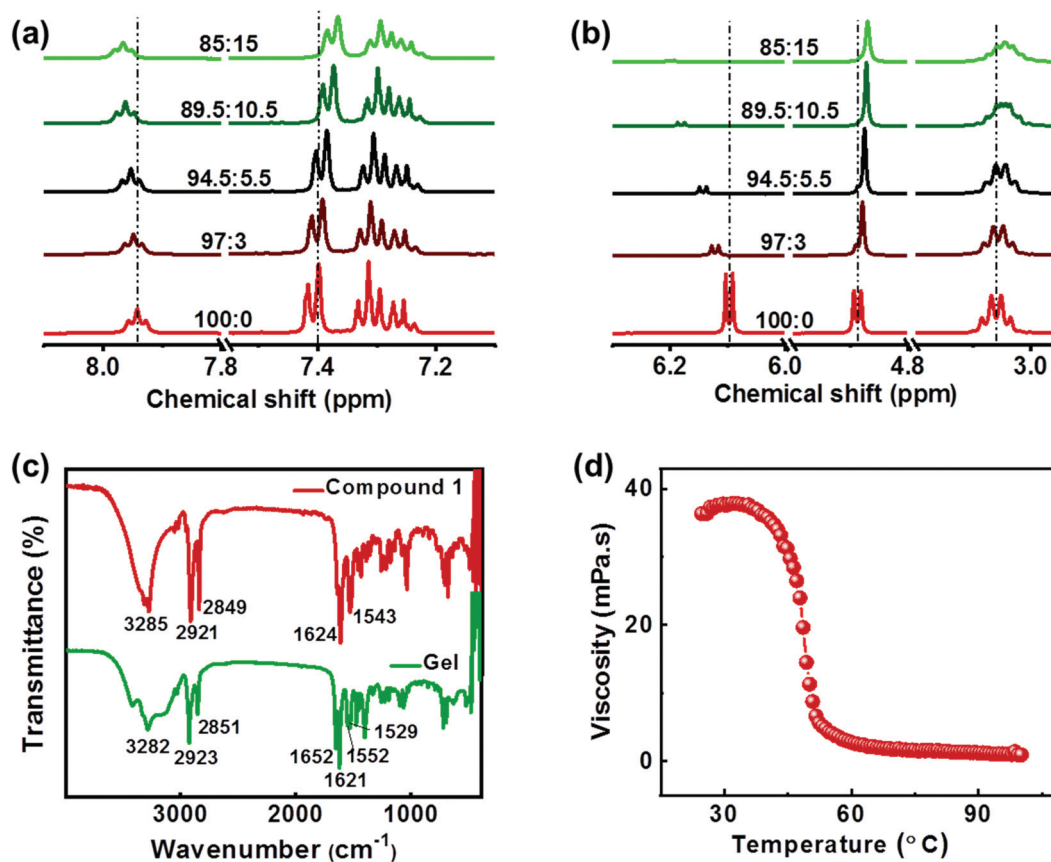 (a)
85:15
89.5:10.5
94.5:5.5
97:3
100:0
8.0 7.8 7.4 7.2
Chemical shift (ppm)
(b)
85:15
89.5:10.5
94.5:5.5
97:3
100:0
6.2 6.0 4.8 3.0
Chemical shift (ppm)
(c)
Transmittance (%)
Compound 1
3285
2921
2849
1624
1543
Gel
3282
2923
2851
1652
1621
1552
1529
3000 2000 1000
Wavenumber (cm⁻¹)
(d)
Viscosity (mPa.s)
40
20
0
30 60 90
Temperature (°C)